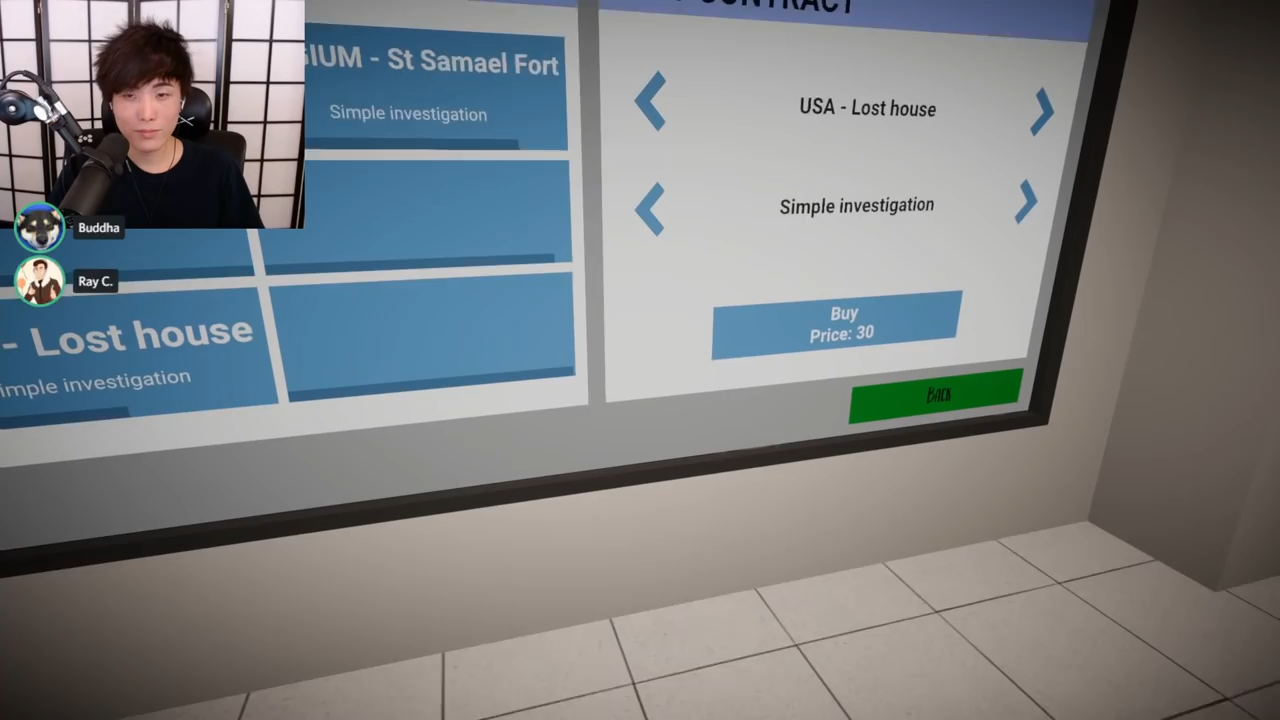 CONTRACT
IUM - St Samael Fort
Simple investigation
USA - Lost house
Simple investigation
Buddha
Ray C.
- Lost house
imple investigation
Buy
Price: 30
Back